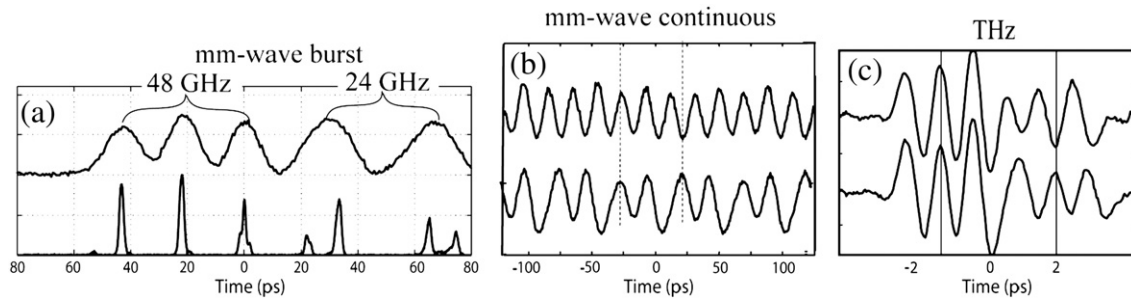 mm-wave burst
48 GHz
24 GHz
(a)
80
60
40
20
0
20
40
60
80
Time (ps)
mm-wave continuous
(b)
-100
-50
0
50
100
Time (ps)
THz
(c)
-2
0
2
Time (ps)